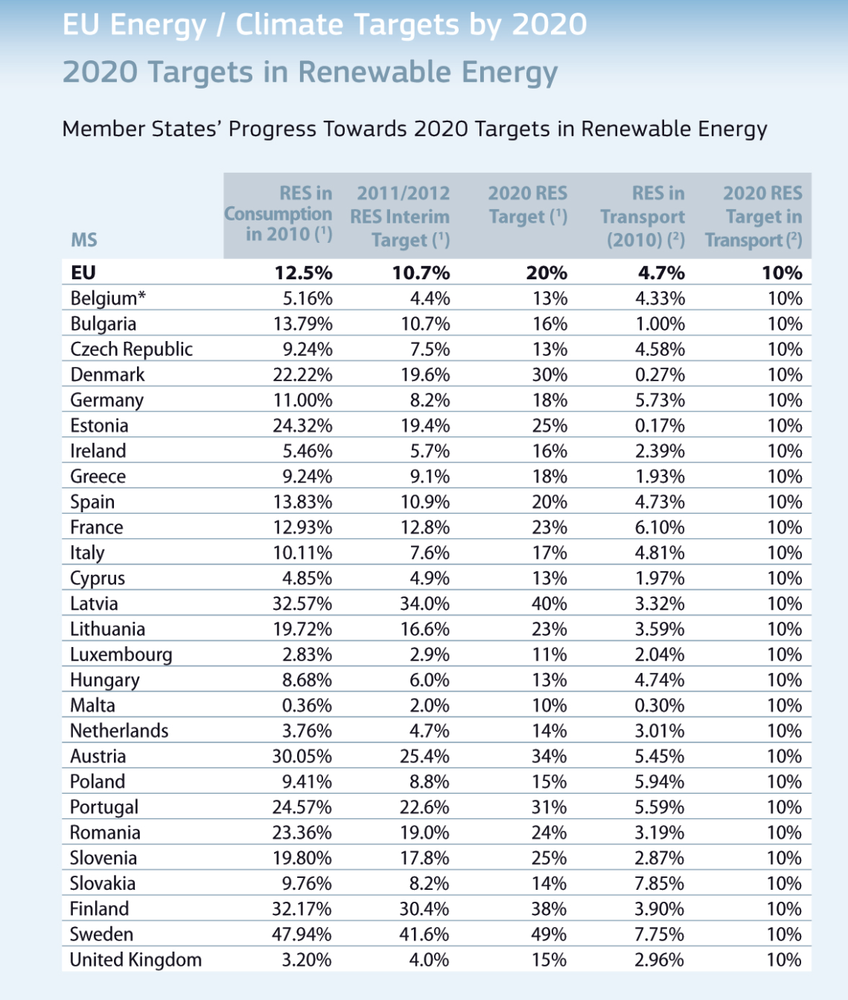 EU Energy / Climate Targets by 2020
2020 Targets in Renewable Energy
Member States’ Progress Towards 2020 Targets in Renewable Energy
MS RES in Consumption in 2010 (¹) 2011/2012 RES Interim Target (¹) 2020 RES Target (¹) RES in Transport (2010) (²) 2020 RES Target in Transport (²)
EU 12.5% 10.7% 20% 4.7% 10%
Belgium* 5.16% 4.4% 13% 4.33% 10%
Bulgaria 13.79% 10.7% 16% 1.00% 10%
Czech Republic 9.24% 7.5% 13% 4.58% 10%
Denmark 22.22% 19.6% 30% 0.27% 10%
Germany 11.00% 8.2% 18% 5.73% 10%
Estonia 24.32% 19.4% 25% 0.17% 10%
Ireland 5.46% 5.7% 16% 2.39% 10%
Greece 9.24% 9.1% 18% 1.93% 10%
Spain 13.83% 10.9% 20% 4.73% 10%
France 12.93% 12.8% 23% 6.10% 10%
Italy 10.11% 7.6% 17% 4.81% 10%
Cyprus 4.85% 4.9% 13% 1.97% 10%
Latvia 32.57% 34.0% 40% 3.32% 10%
Lithuania 19.72% 16.6% 23% 3.59% 10%
Luxembourg 2.83% 2.9% 11% 2.04% 10%
Hungary 8.68% 6.0% 13% 4.74% 10%
Malta 0.36% 2.0% 10% 0.30% 10%
Netherlands 3.76% 4.7% 14% 3.01% 10%
Austria 30.05% 25.4% 34% 5.45% 10%
Poland 9.41% 8.8% 15% 5.94% 10%
Portugal 24.57% 22.6% 31% 5.59% 10%
Romania 23.36% 19.0% 24% 3.19% 10%
Slovenia 19.80% 17.8% 25% 2.87% 10%
Slovakia 9.76% 8.2% 14% 7.85% 10%
Finland 32.17% 30.4% 38% 3.90% 10%
Sweden 47.94% 41.6% 49% 7.75% 10%
United Kingdom 3.20% 4.0% 15% 2.96% 10%